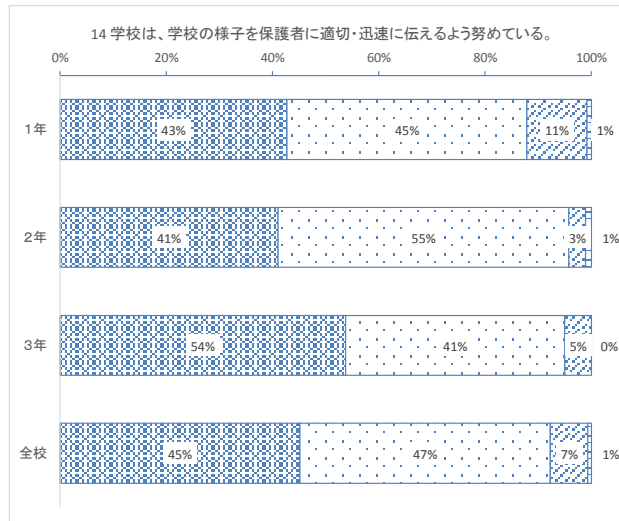 14 学校は、学校の様子を保護者に適切・迅速に伝えるよう努めている。
0% 20% 40% 60% 80% 100%
1年 43% 45% 11% 1%
2年 41% 55% 3% 1%
3年 54% 41% 5% 0%
全校 45% 47% 7% 1%